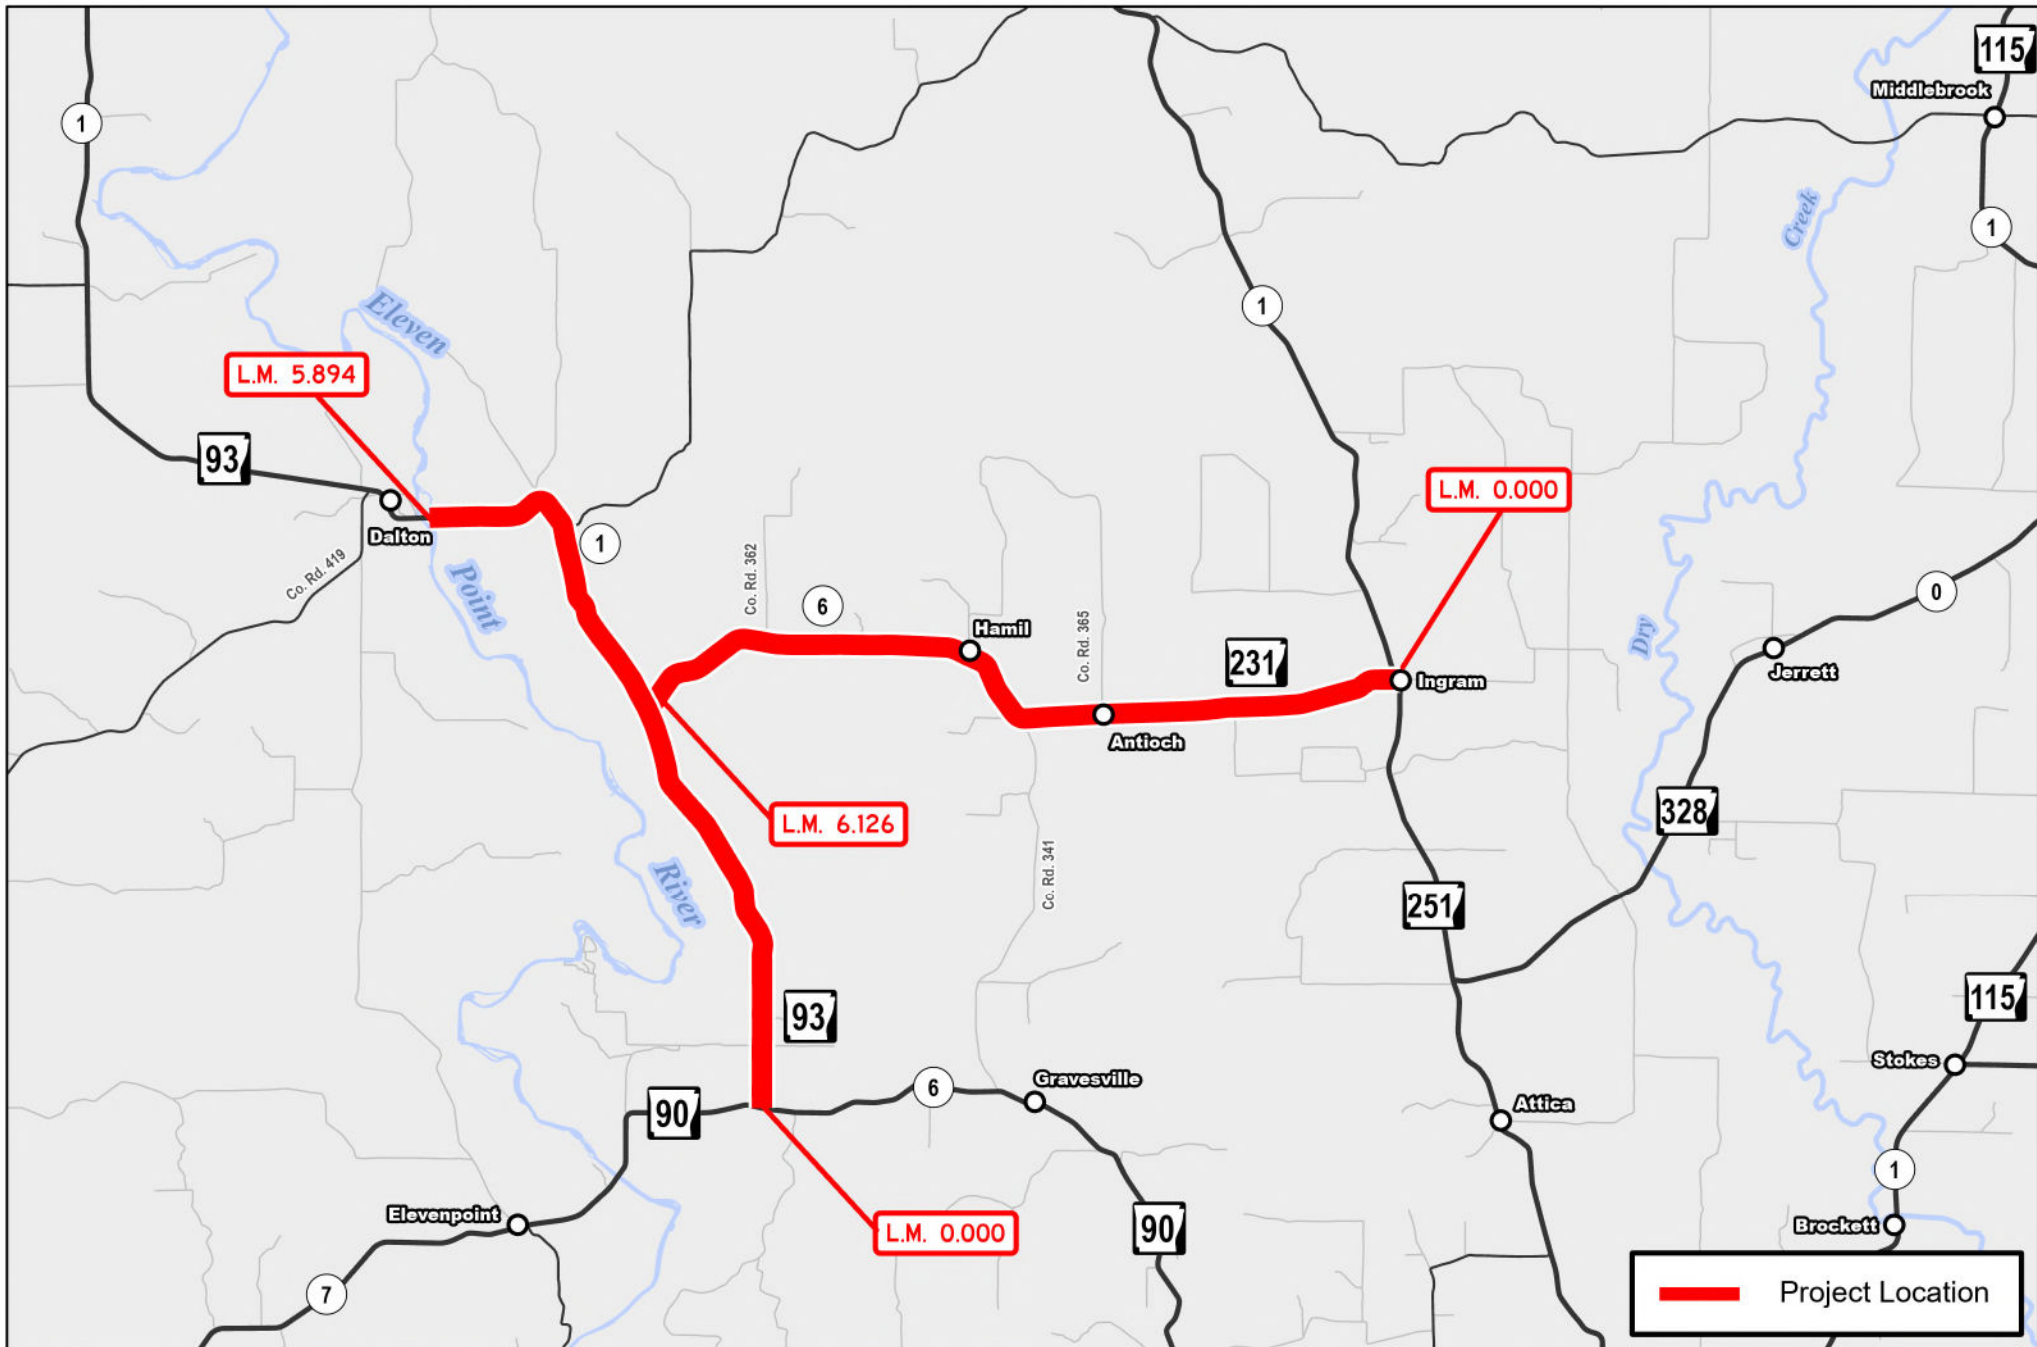 115
Middlebrook
1
Creek
1
1
Eleven
L.M. 5.894
93
L.M. 0.000
Dalton
1
Co. Rd. 419
Point
Co. Rd. 362
6
Hamil
Co. Rd. 365
231
Ingram
Dry
0
Jerrett
Antioch
L.M. 6.126
328
River
Co. Rd. 341
251
93
115
Stokes
90
6
Gravesville
Attica
1
Elevenpoint
L.M. 0.000
90
Brockett
7
Project Location